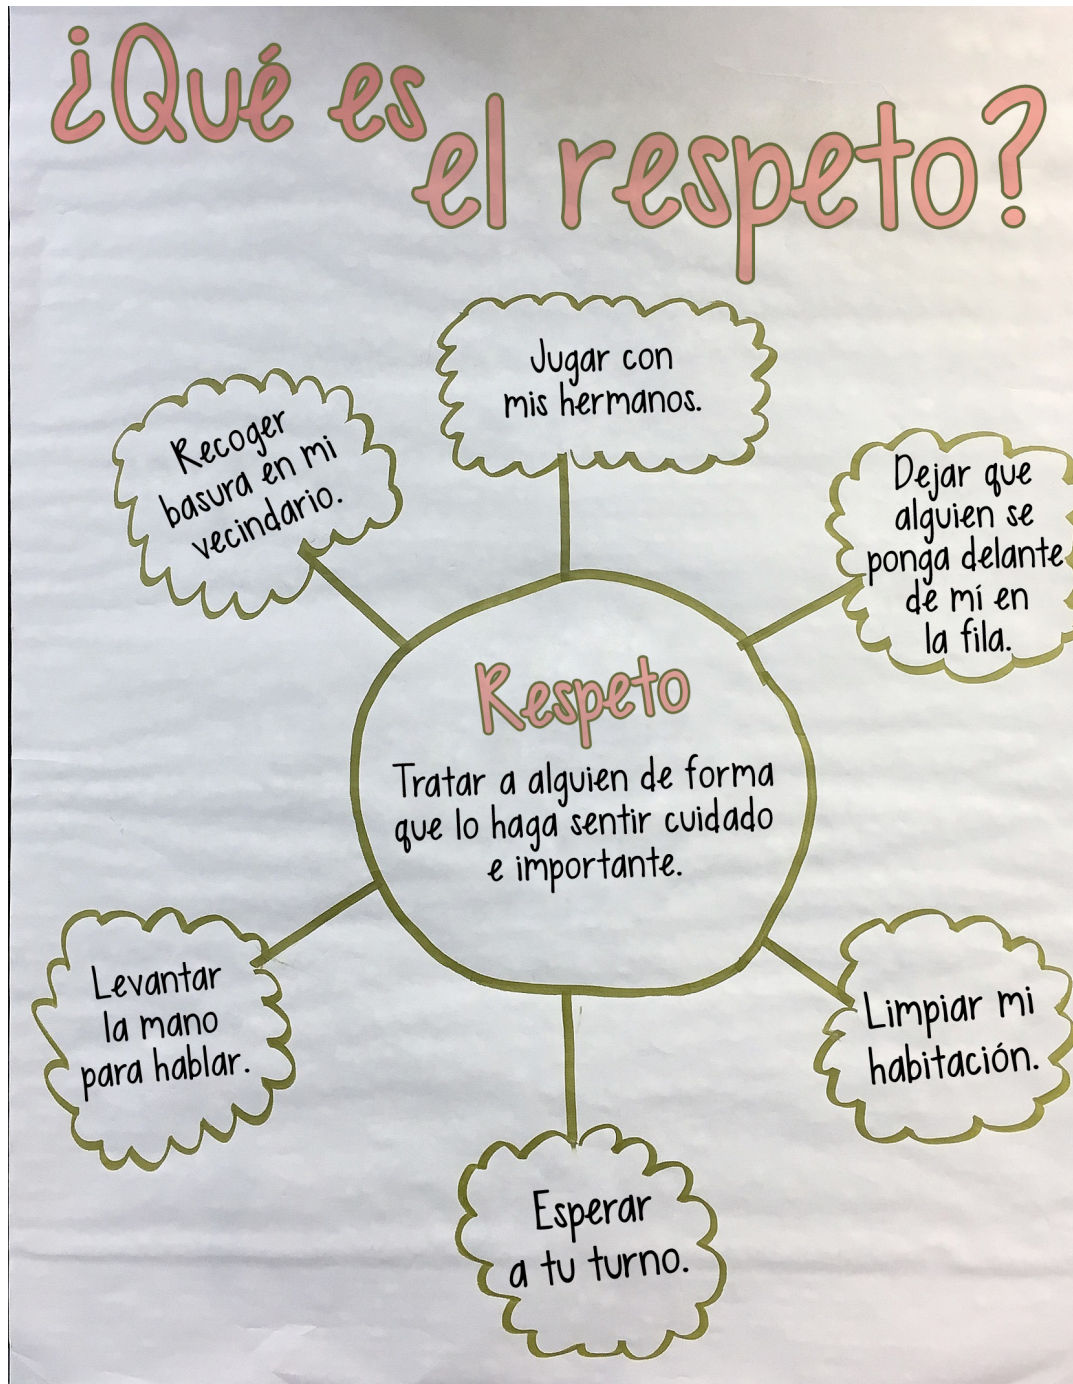 ¿Qué es
el respeto?
Jugar con
mis hermanos.
Recoger
basura en mi
vecindario.
Dejar que
alguien se
ponga delante
de mí en
la fila.
Respeto
Tratar a alguien de forma
que lo haga sentir cuidado
e importante.
Levantar
la mano
para hablar.
Limpiar mi
habitación.
Esperar
a tu turno.